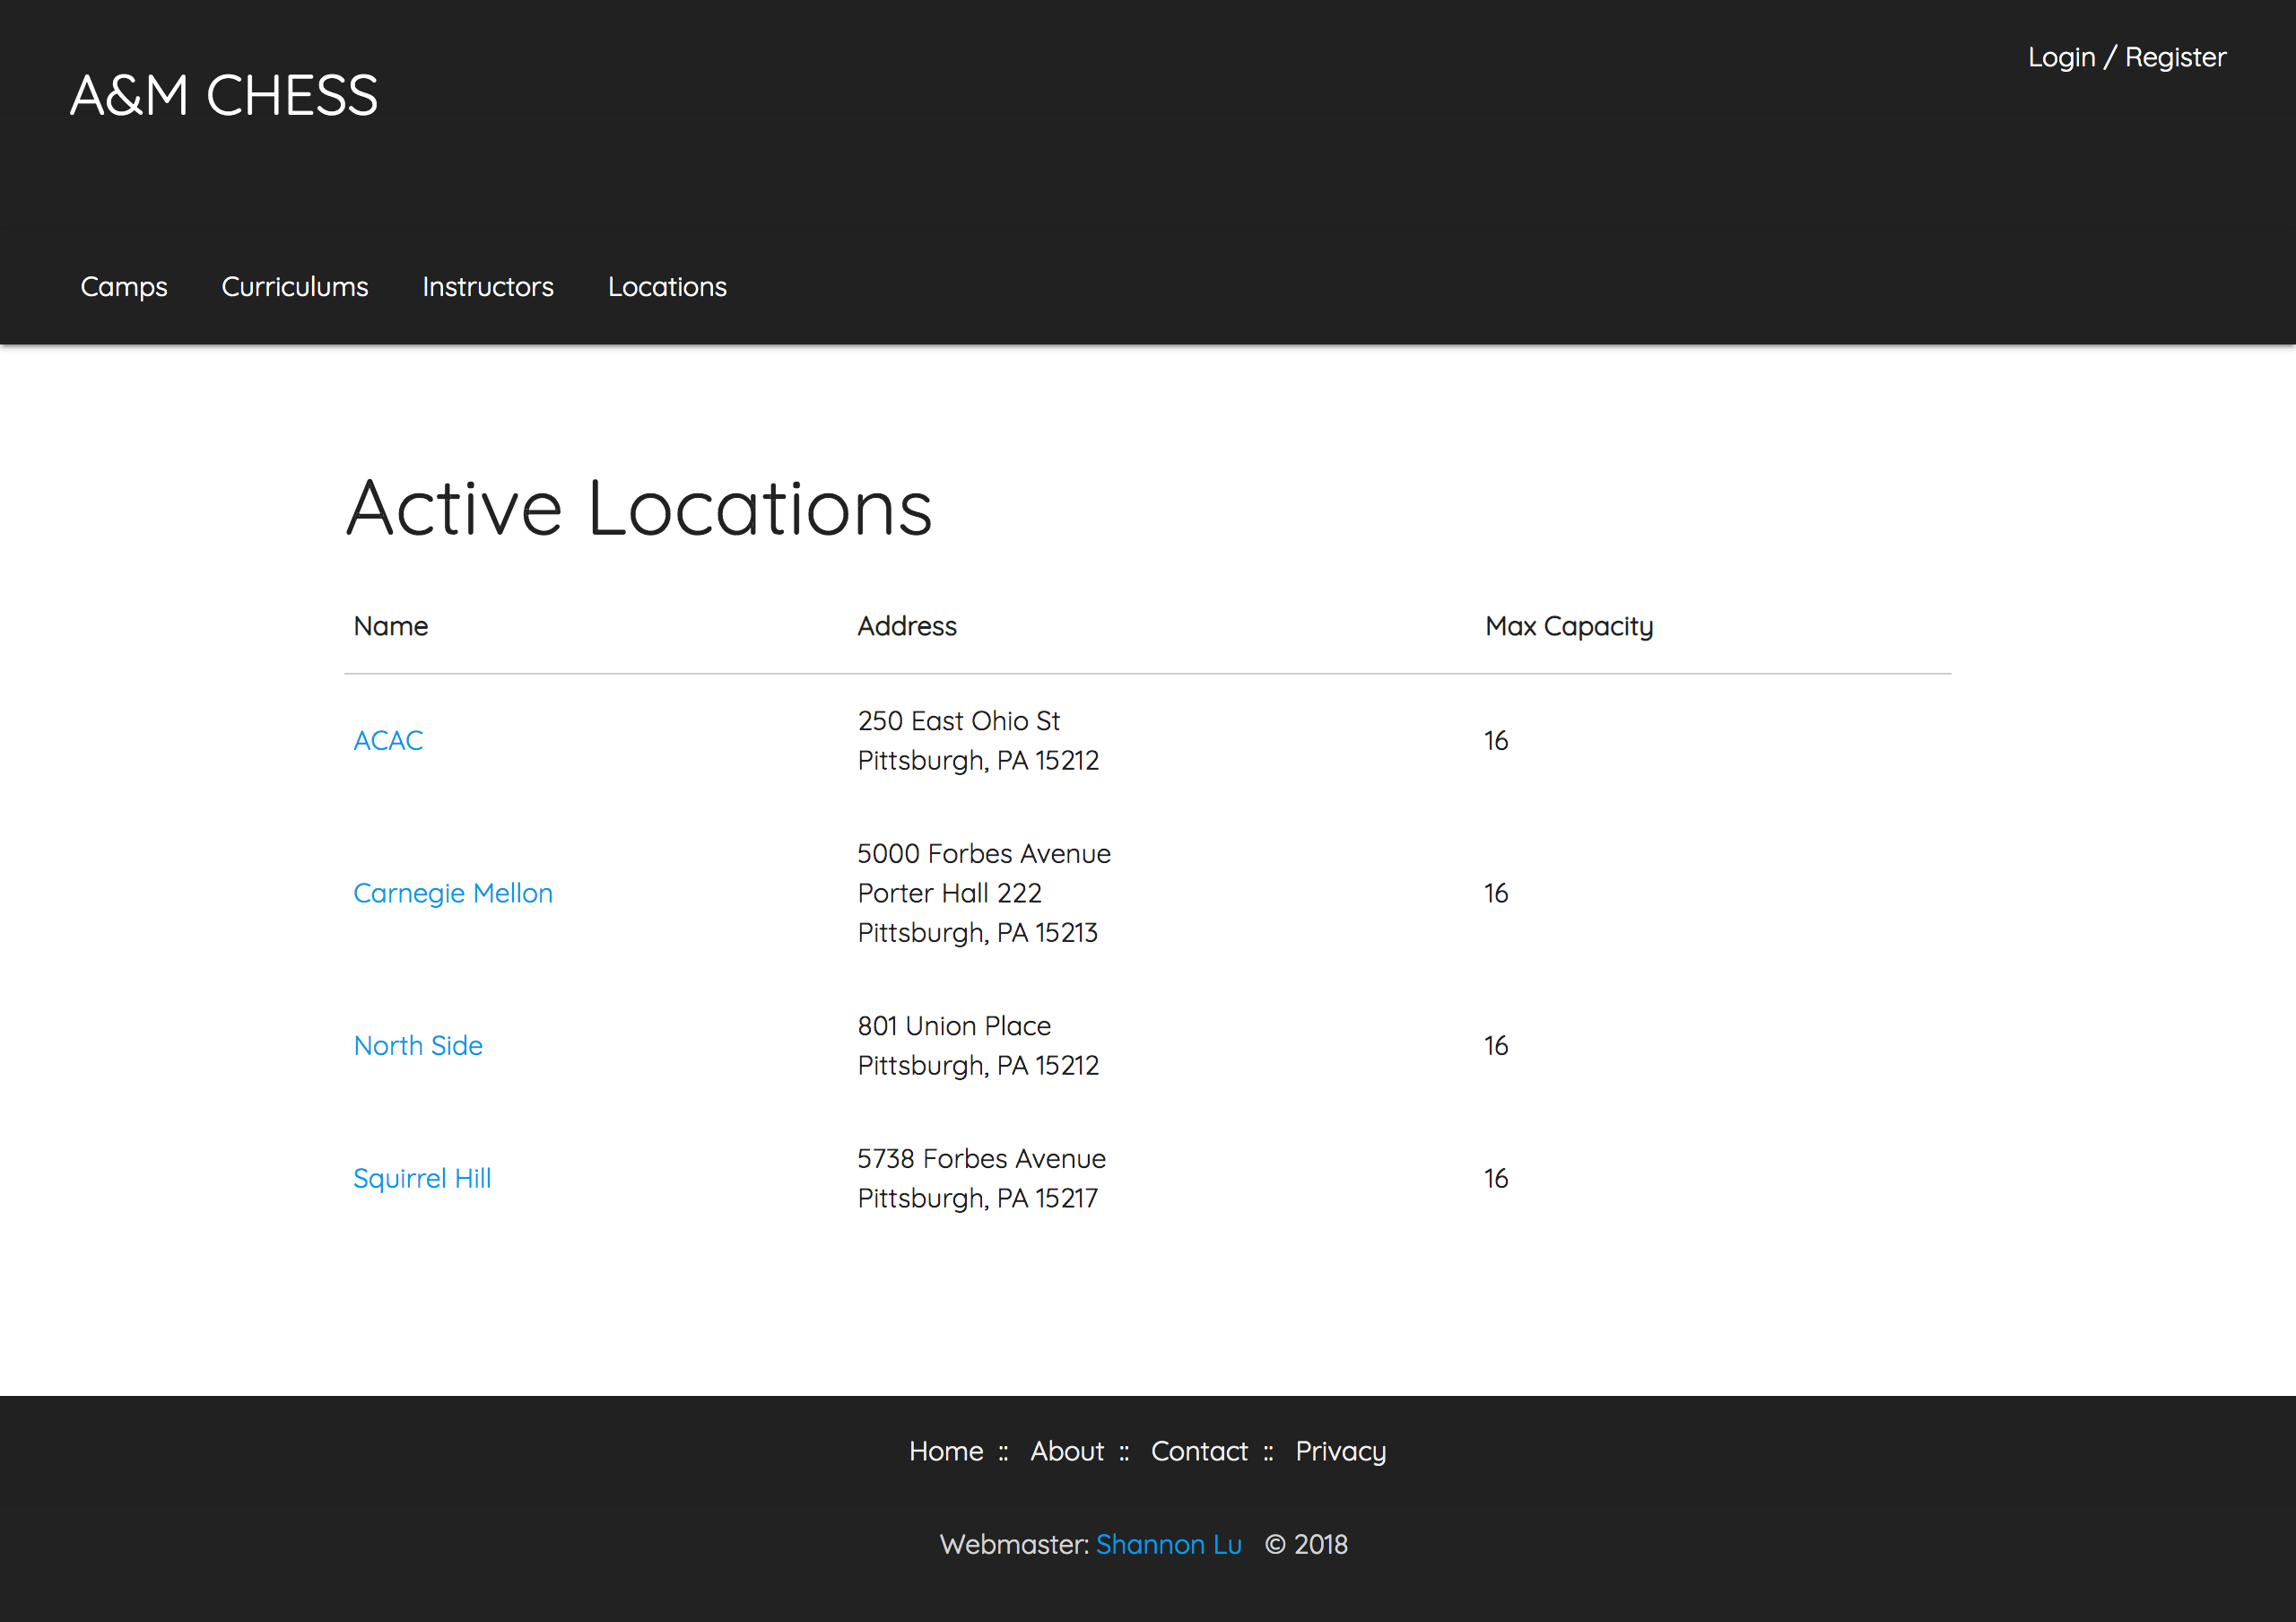 A&M CHESS
Login / Register
Camps Curriculums Instructors Locations
Active Locations
Name Address Max Capacity
ACAC
250 East Ohio St
Pittsburgh, PA 15212
16
Carnegie Mellon
5000 Forbes Avenue
Porter Hall 222
Pittsburgh, PA 15213
16
North Side
801 Union Place
Pittsburgh, PA 15212
16
Squirrel Hill
5738 Forbes Avenue
Pittsburgh, PA 15217
16
Home :: About :: Contact :: Privacy
Webmaster: Shannon Lu © 2018